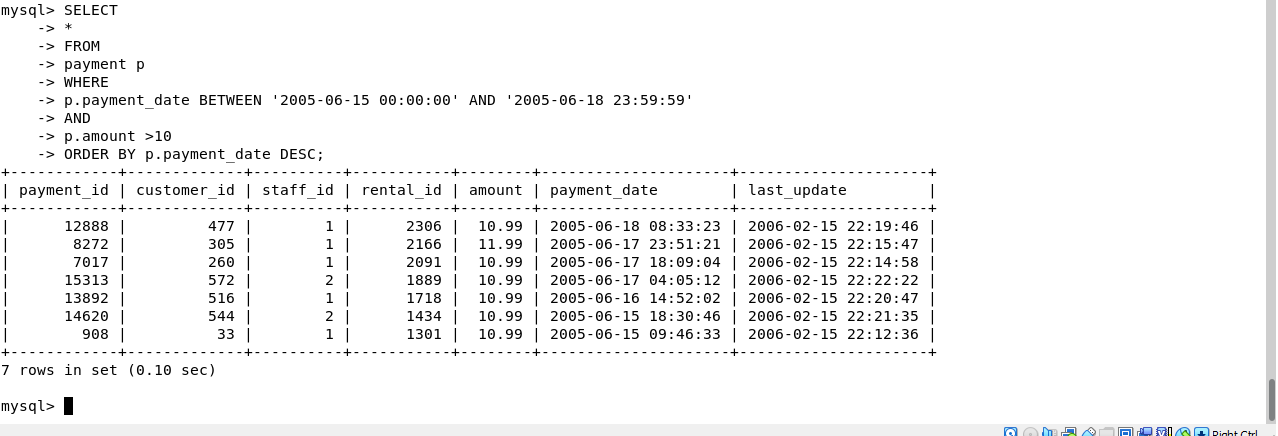 mysql> SELECT
    -> *
    -> FROM
    -> payment p
    -> WHERE
    -> p.payment_date BETWEEN '2005-06-15 00:00:00' AND '2005-06-18 23:59:59'
    -> AND
    -> p.amount >10
    -> ORDER BY p.payment_date DESC;
+------------+-------------+----------+-----------+--------+---------------------+---------------------+
| payment_id | customer_id | staff_id | rental_id | amount | payment_date        | last_update         |
+------------+-------------+----------+-----------+--------+---------------------+---------------------+
|      12888 |         477 |        1 |      2306 |  10.99 | 2005-06-18 08:33:23 | 2006-02-15 22:19:46 |
|       8272 |         305 |        1 |      2166 |  11.99 | 2005-06-17 23:51:21 | 2006-02-15 22:15:47 |
|       7017 |         260 |        1 |      2091 |  10.99 | 2005-06-17 18:09:04 | 2006-02-15 22:14:58 |
|      15313 |         572 |        2 |      1889 |  10.99 | 2005-06-17 04:05:12 | 2006-02-15 22:22:22 |
|      13892 |         516 |        1 |      1718 |  10.99 | 2005-06-16 14:52:02 | 2006-02-15 22:20:47 |
|      14620 |         544 |        2 |      1434 |  10.99 | 2005-06-15 18:30:46 | 2006-02-15 22:21:35 |
|        908 |          33 |        1 |      1301 |  10.99 | 2005-06-15 09:46:33 | 2006-02-15 22:12:36 |
+------------+-------------+----------+-----------+--------+---------------------+---------------------+
7 rows in set (0.10 sec)
mysql>
Right Ctrl